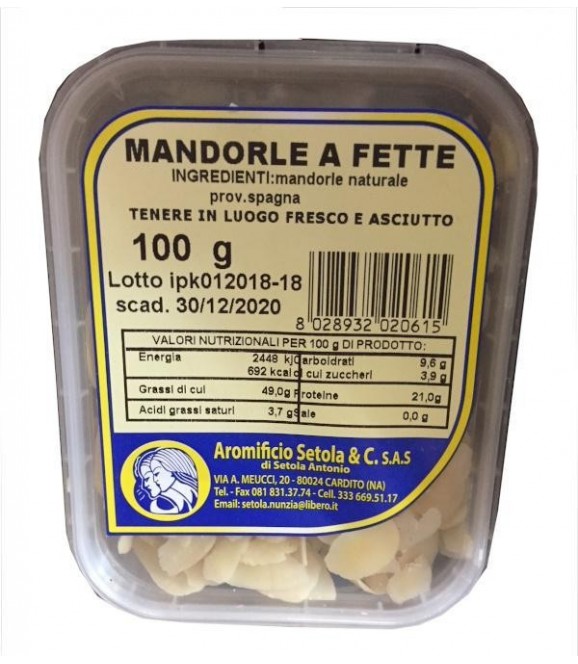 MANDORLE A FETTE
INGREDIENTI:mandorle naturale
prov.spagna
TENERE IN LUOGO FRESCO E ASCIUTTO
100 g
Lotto ipk012018-18
scad. 30/12/2020
8 028932 020615
VALORI NUTRIZIONALI PER 100 g DI PRODOTTO:
Energia 2448 kj Carboidrati 9,6 g
692 kcal di cui zuccheri 3,9 g
Grassi di cui 49,0g Proteine 21,0g
Acidi grassi saturi 3,7 g Sale 0,0 g
Aromificio Setola & C. S.A.S
di Setola Antonio
VIA A. MEUCCI, 20 - 80024 CARDITO (NA)
Tel. - Fax 081 831.37.74 - Cell. 333 669.51.17
Email: setola.nunzia@libero.it